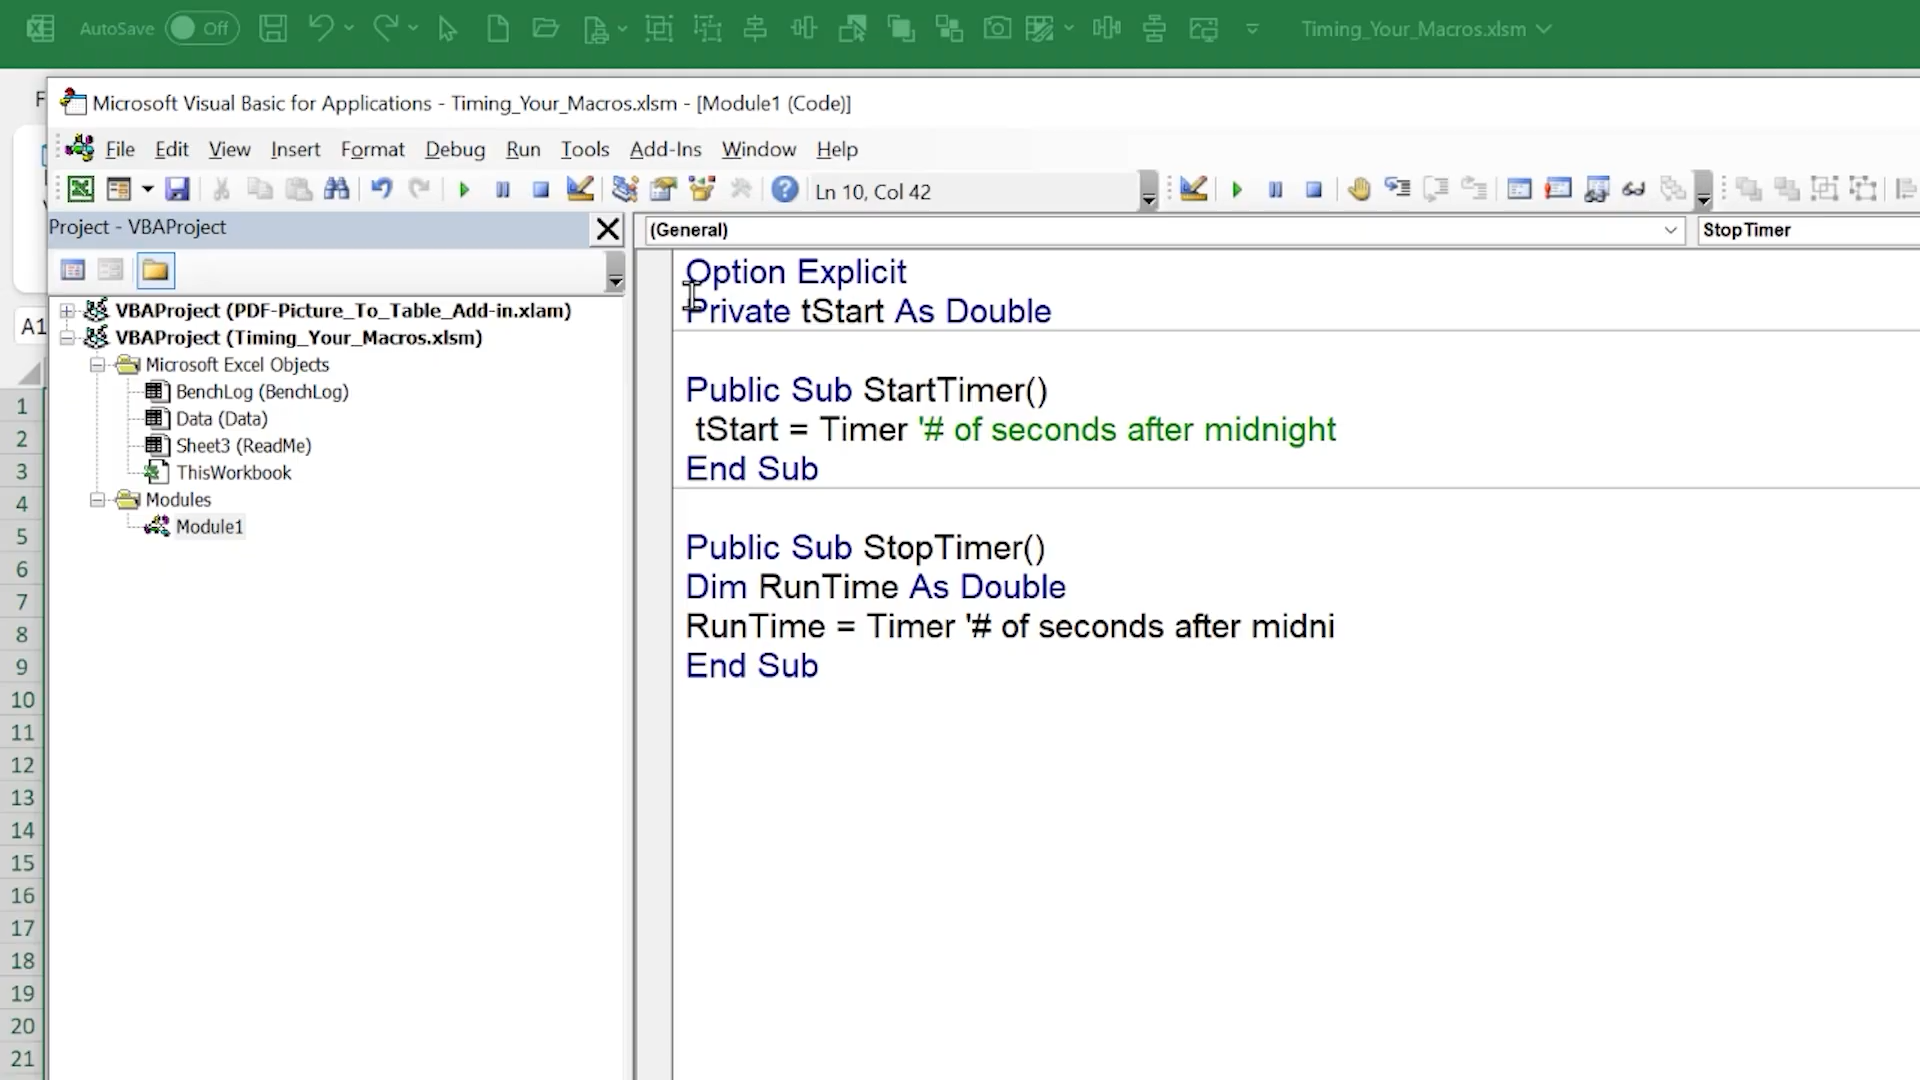 AutoSave Off Timing_Your_Macros.xlsm
Microsoft Visual Basic for Applications - Timing_Your_Macros.xlsm - [Module1 (Code)]
File Edit View Insert Format Debug Run Tools Add-Ins Window Help
Ln 10, Col 42
Project - VBAProject
(General) StopTimer
VBAProject (PDF-Picture_To_Table_Add-in.xlam)
VBAProject (Timing_Your_Macros.xlsm)
Microsoft Excel Objects
BenchLog (BenchLog)
Data (Data)
Sheet3 (ReadMe)
ThisWorkbook
Modules
Module1
Option Explicit
Private tStart As Double
Public Sub StartTimer()
tStart = Timer '# of seconds after midnight
End Sub
Public Sub StopTimer()
Dim RunTime As Double
RunTime = Timer '# of seconds after midni
End Sub
F
A1
1
2
3
4
5
6
7
8
9
10
11
12
13
14
15
16
17
18
19
20
21